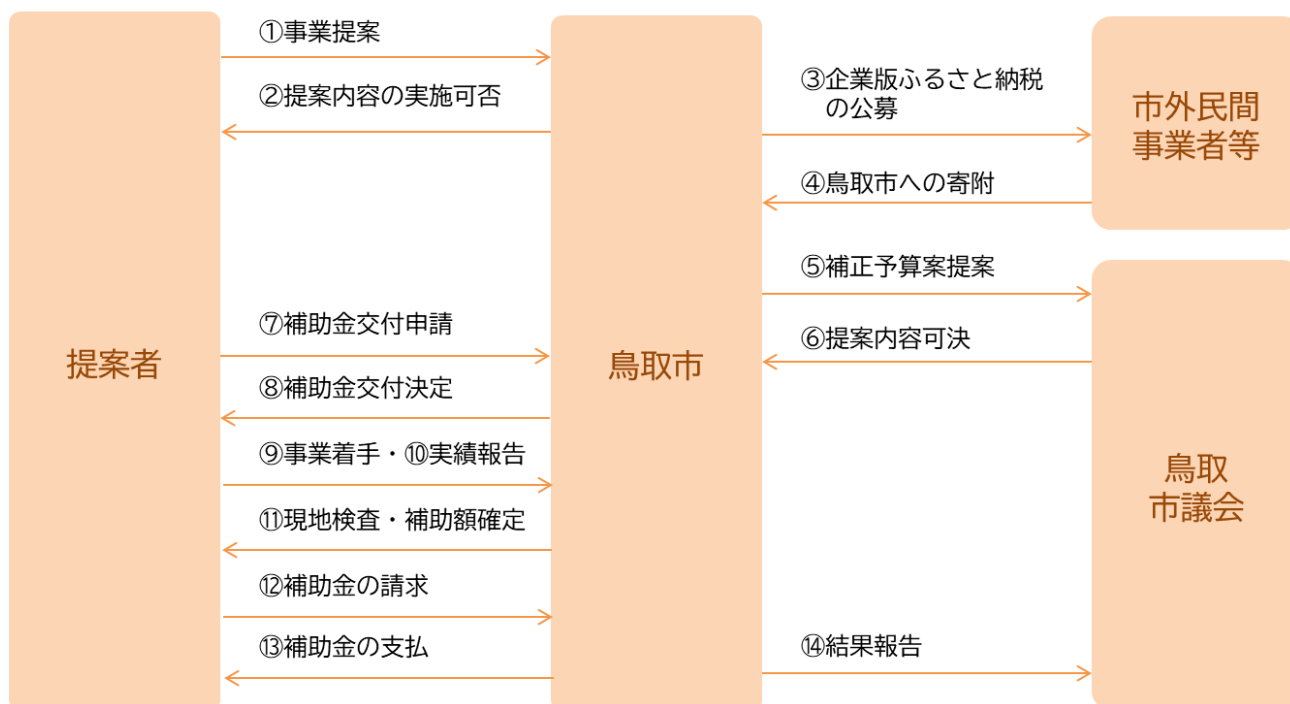 ①事業提案
②提案内容の実施可否
③企業版ふるさと納税
の公募
市外民間
事業者等
④鳥取市への寄附
⑤補正予算案提案
⑥提案内容可決
⑦補助金交付申請
提案者
鳥取市
⑧補助金交付決定
⑨事業着手・⑩実績報告
鳥取
市議会
⑪現地検査・補助額確定
⑫補助金の請求
⑬補助金の支払
⑭結果報告